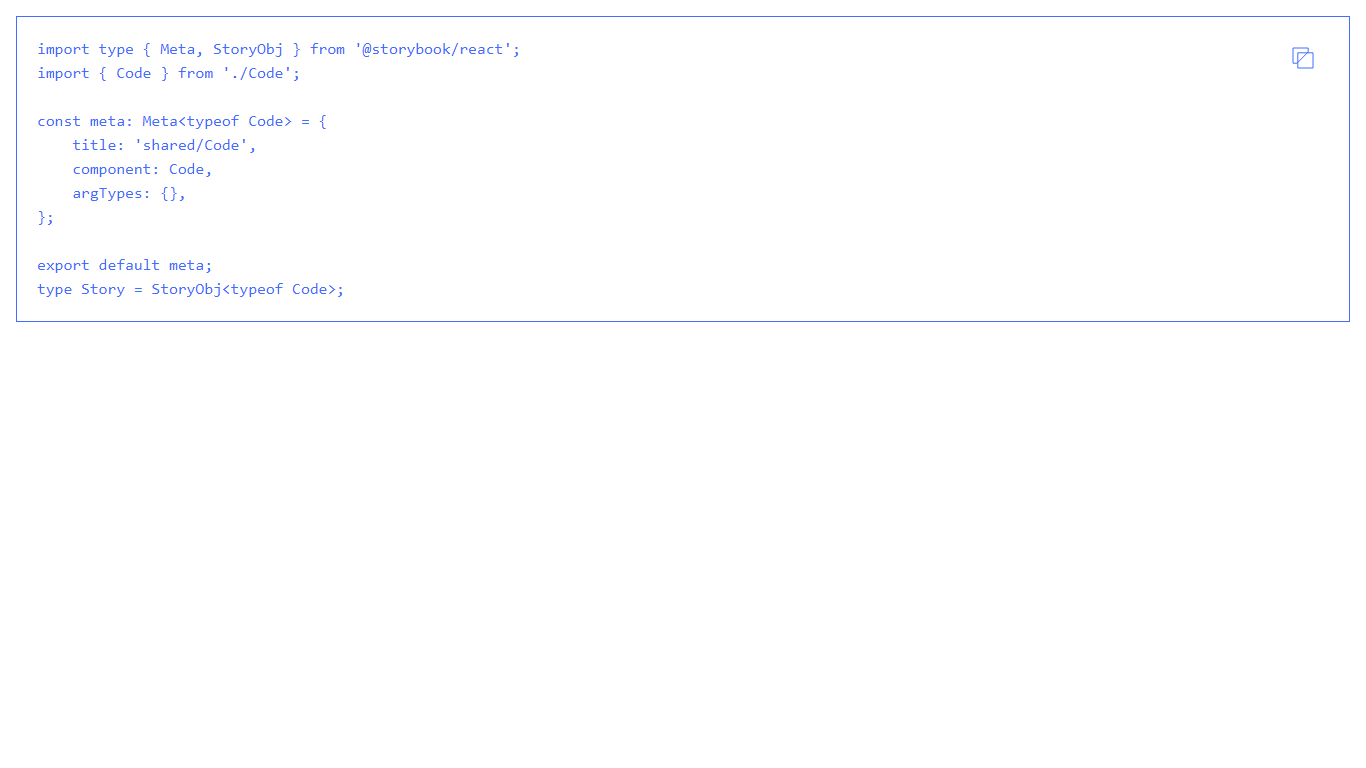 import type { Meta, StoryObj } from '@storybook/react';
import { Code } from './Code';

const meta: Meta<typeof Code> = {
    title: 'shared/Code',
    component: Code,
    argTypes: {},
};

export default meta;
type Story = StoryObj<typeof Code>;